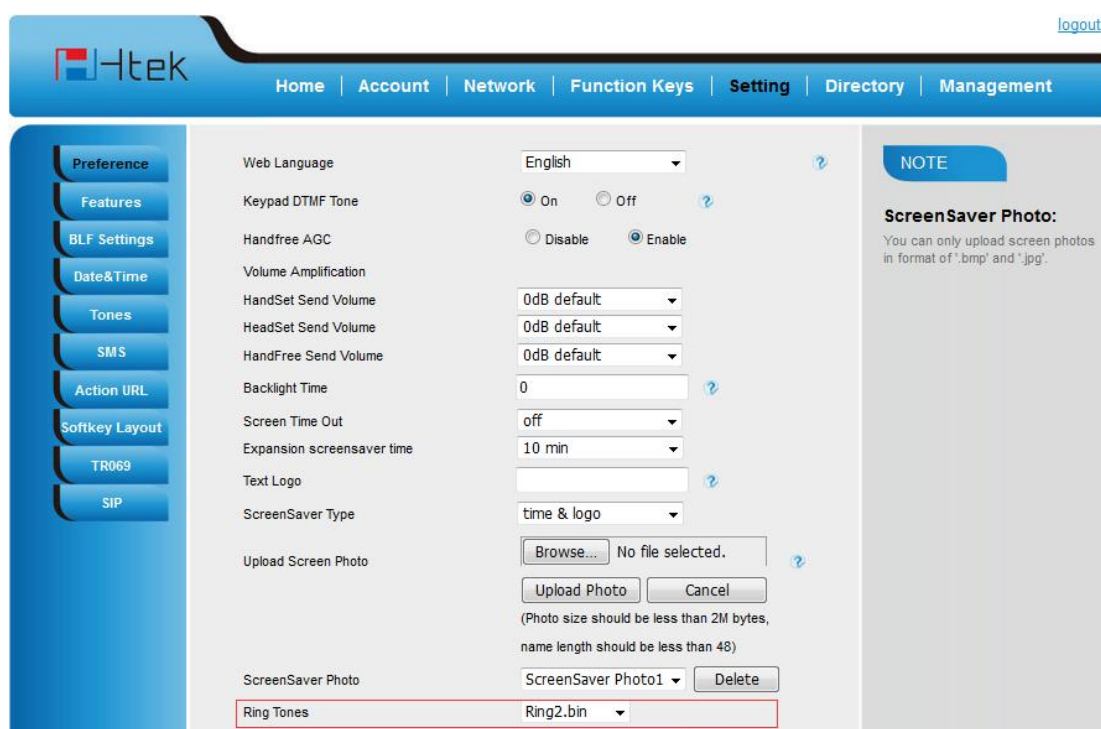 logout
Htek
Home | Account | Network | Function Keys | Setting | Directory | Management
Preference
Features
BLF Settings
Date&Time
Tones
SMS
Action URL
Softkey Layout
TR069
SIP
Web Language English
Keypad DTMF Tone On Off
Handfree AGC Disable Enable
Volume Amplification
HandSet Send Volume 0dB default
HeadSet Send Volume 0dB default
HandFree Send Volume 0dB default
Backlight Time 0
Screen Time Out off
Expansion screensaver time 10 min
Text Logo
ScreenSaver Type time & logo
Upload Screen Photo Browse... No file selected.
Upload Photo Cancel
(Photo size should be less than 2M bytes,
name length should be less than 48)
ScreenSaver Photo ScreenSaver Photo1 Delete
Ring Tones Ring2.bin
NOTE
ScreenSaver Photo:
You can only upload screen photos
in format of '.bmp' and '.jpg'.